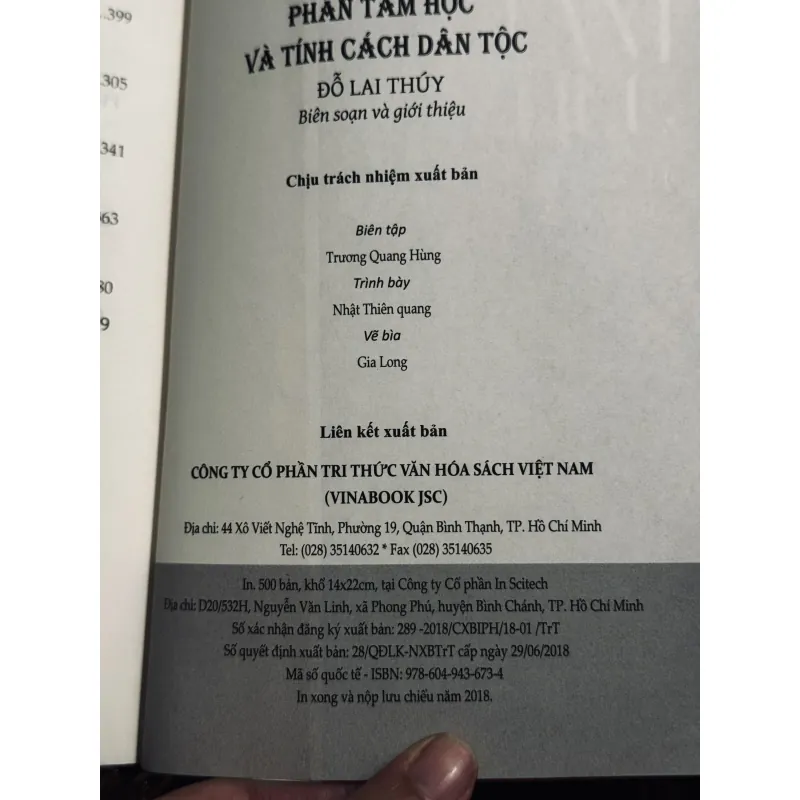 ..399
.305
.341
363
80
9
PHÂN TÂM HỌC
VÀ TÍNH CÁCH DÂN TỘC
ĐỖ LAI THÚY
Biên soạn và giới thiệu
Chịu trách nhiệm xuất bản
Biên tập
Trương Quang Hùng
Trình bày
Nhật Thiên quang
Vẽ bìa
Gia Long
Liên kết xuất bản
CÔNG TY CỔ PHẦN TRI THỨC VĂN HÓA SÁCH VIỆT NAM
(VINABOOK JSC)
Địa chỉ: 44 Xô Viết Nghệ Tĩnh, Phường 19, Quận Bình Thạnh, TP. Hồ Chí Minh
Tel: (028) 35140632 * Fax (028) 35140635
In. 500 bản, khổ 14x22cm, tại Công ty Cổ phần In Scitech
Địa chỉ: D20/532H, Nguyễn Văn Linh, xã Phong Phú, huyện Bình Chánh, TP. Hồ Chí Minh
Số xác nhận đăng ký xuất bản: 289 -2018/CXBIPH/18-01 /TrT
Số quyết định xuất bản: 28/QĐLK-NXBTrT cấp ngày 29/06/2018
Mã số quốc tế - ISBN: 978-604-943-673-4
In xong và nộp lưu chiểu năm 2018.